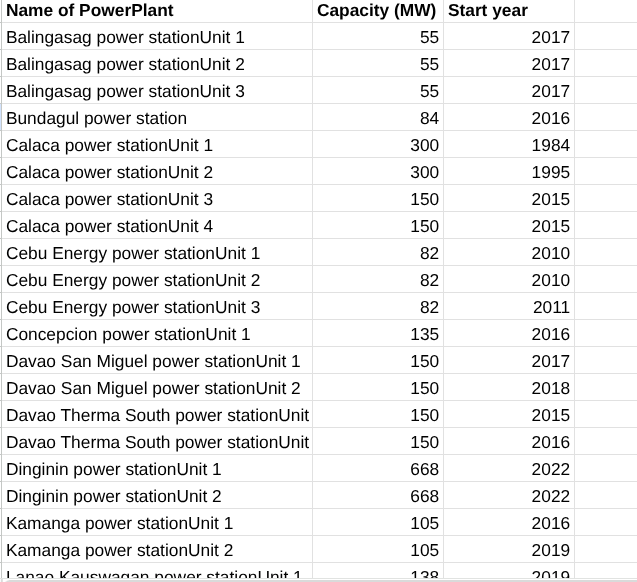 Name of PowerPlant Capacity (MW) Start year
Balingasag power stationUnit 1 55 2017
Balingasag power stationUnit 2 55 2017
Balingasag power stationUnit 3 55 2017
Bundagul power station 84 2016
Calaca power stationUnit 1 300 1984
Calaca power stationUnit 2 300 1995
Calaca power stationUnit 3 150 2015
Calaca power stationUnit 4 150 2015
Cebu Energy power stationUnit 1 82 2010
Cebu Energy power stationUnit 2 82 2010
Cebu Energy power stationUnit 3 82 2011
Concepcion power stationUnit 1 135 2016
Davao San Miguel power stationUnit 1 150 2017
Davao San Miguel power stationUnit 2 150 2018
Davao Therma South power stationUnit 150 2015
Davao Therma South power stationUnit 150 2016
Dinginin power stationUnit 1 668 2022
Dinginin power stationUnit 2 668 2022
Kamanga power stationUnit 1 105 2016
Kamanga power stationUnit 2 105 2019
Lanao Kauswagan power stationUnit 1 138 2019